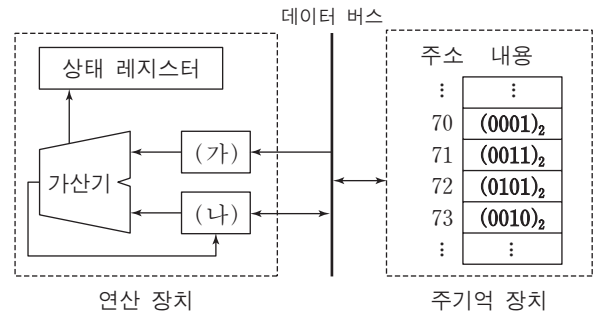 데이터 버스
상태 레지스터
가산기
(가)
(나)
연산 장치
주소 내용
⋮ ⋮
70 (0001)₂
71 (0011)₂
72 (0101)₂
73 (0010)₂
⋮ ⋮
주기억 장치